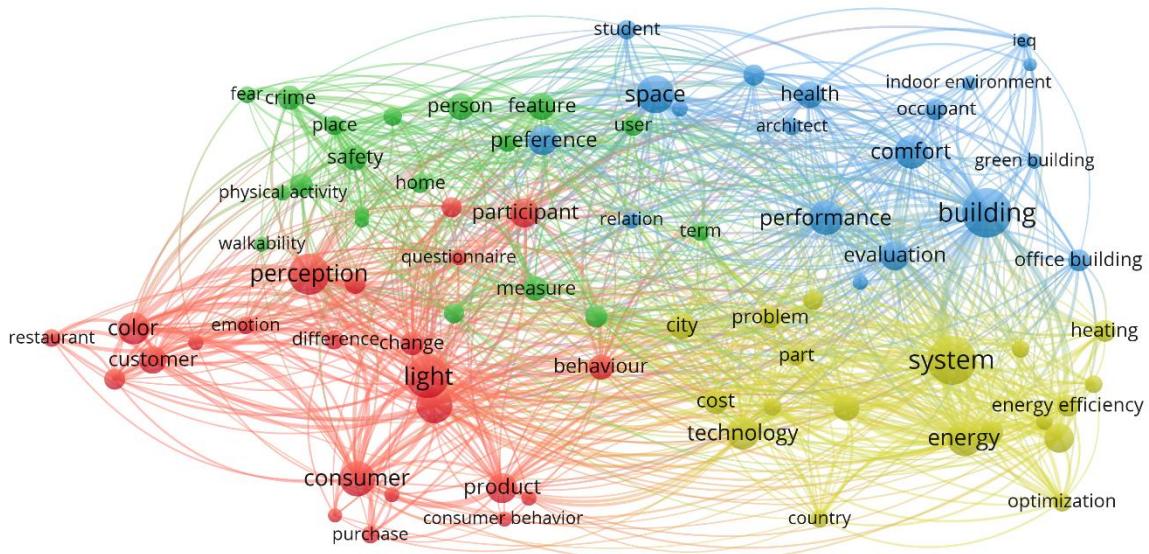 student
ieq
fear
crime
person
feature
space
health
indoor environment
occupant
place
user
architect
preference
safety
comfort
green building
physical activity
home
participant
relation
term
performance
building
walkability
questionnaire
evaluation
office building
perception
measure
restaurant
color
emotion
difference
change
city
problem
heating
customer
light
behaviour
part
system
cost
energy efficiency
technology
energy
consumer
product
optimization
purchase
consumer behavior
country